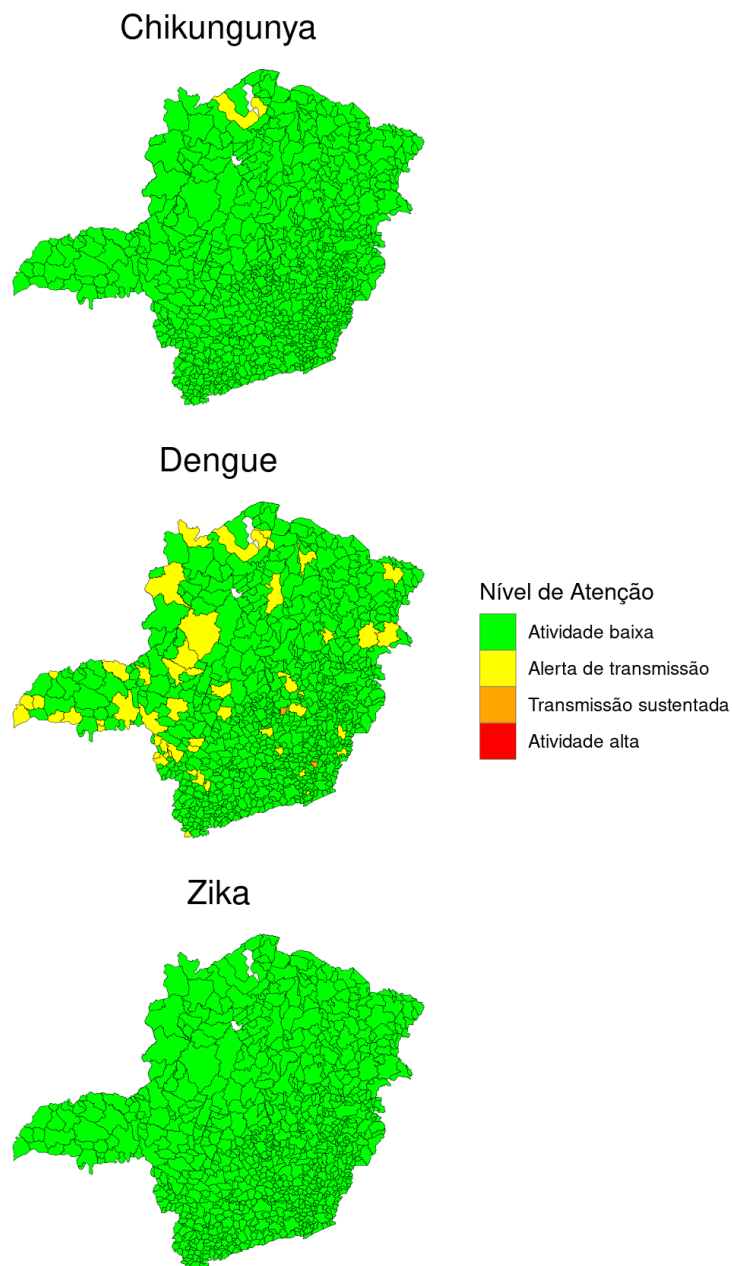 Chikungunya
Dengue
Nível de Atenção
Atividade baixa
Alerta de transmissão
Transmissão sustentada
Atividade alta
Zika